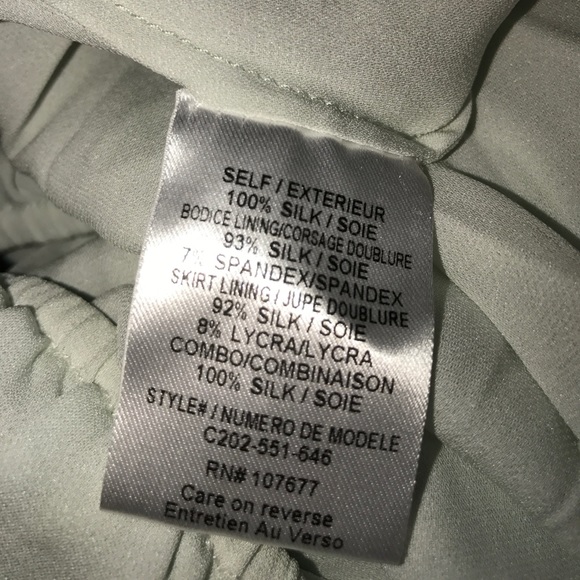 SELF / EXTERIEUR
100% SILK / SOIE
BODICE LINING/CORSAGE DOUBLURE
93% SILK / SOIE
7% SPANDEX/SPANDEX
SKIRT LINING / JUPE DOUBLURE
92% SILK / SOIE
8% LYCRA/LYCRA
COMBO/COMBINAISON
100% SILK / SOIE
STYLE# / NUMERO DE MODELE
C202-551-646
RN# 107677
Care on reverse
Entretien Au Verso